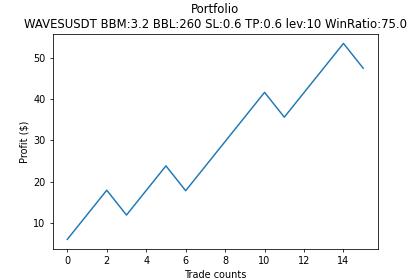 Portfolio
WAVESUSDT BBM:3.2 BBL:260 SL:0.6 TP:0.6 lev:10 WinRatio:75.0
50
40
30
20
10
Profit ($)
0 2 4 6 8 10 12 14
Trade counts